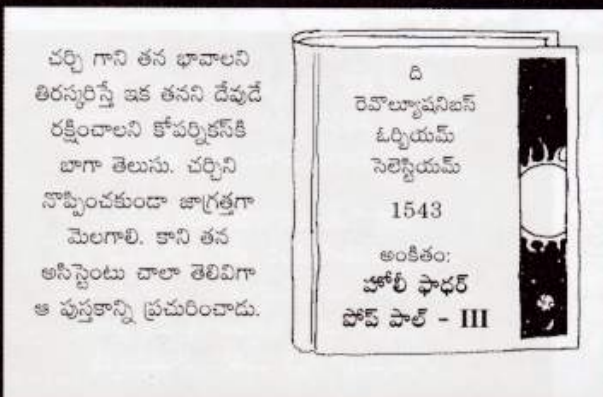 చర్చి గాని తన భావాలని
తిరస్కరిస్తే ఇక తనని దేవుడే
రక్షించాలని కోపర్నికస్‌కి
బాగా తెలుసు. చర్చిని
నొప్పించకుండా జాగ్రత్తగా
మెలగాలి. కాని తన
అసిస్టెంటు చాలా తెలివిగా
ఆ పుస్తకాన్ని ప్రచురించాడు.
ది
రెవొల్యూషనిబస్
ఓర్బియమ్
సెలెస్టియమ్
1543
అంకితం:
హోలీ ఫాధర్
పోప్ పాల్ - III